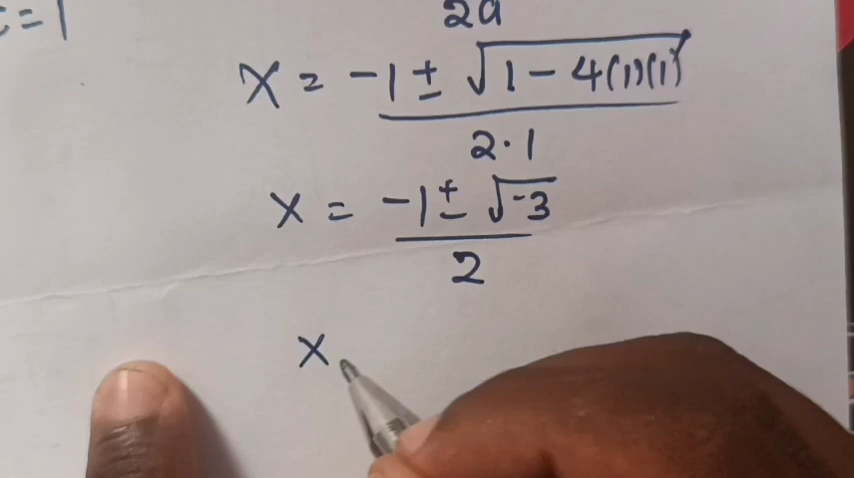 c=1
2a
x = -1 ± √1 - 4(1)(1)
2·1
x = -1 ± √-3
2
x